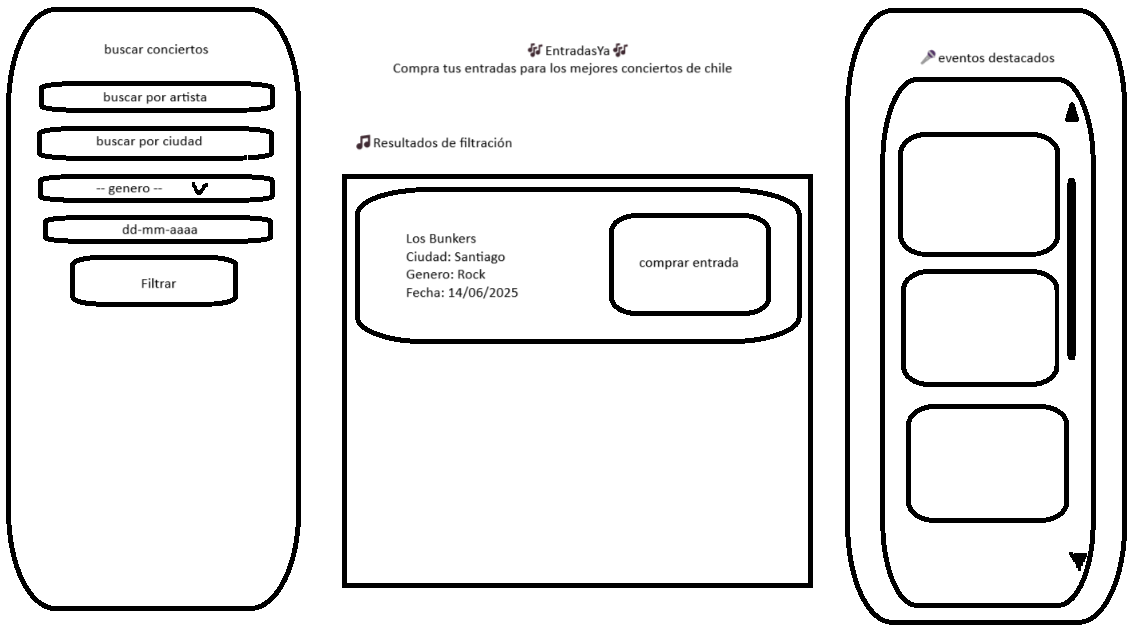 buscar conciertos
buscar por artista
buscar por ciudad
-- genero --
dd-mm-aaaa
Filtrar
🎶 EntradasYa 🎶
Compra tus entradas para los mejores conciertos de chile
🎵 Resultados de filtración
Los Bunkers
Ciudad: Santiago
Genero: Rock
Fecha: 14/06/2025
comprar entrada
🎤 eventos destacados